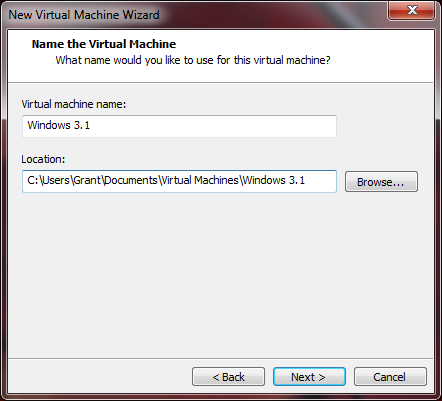 New Virtual Machine Wizard
Name the Virtual Machine
What name would you like to use for this virtual machine?
Virtual machine name:
Windows 3.1
Location:
C:\Users\Grant\Documents\Virtual Machines\Windows 3.1
Browse...
< Back
Next >
Cancel